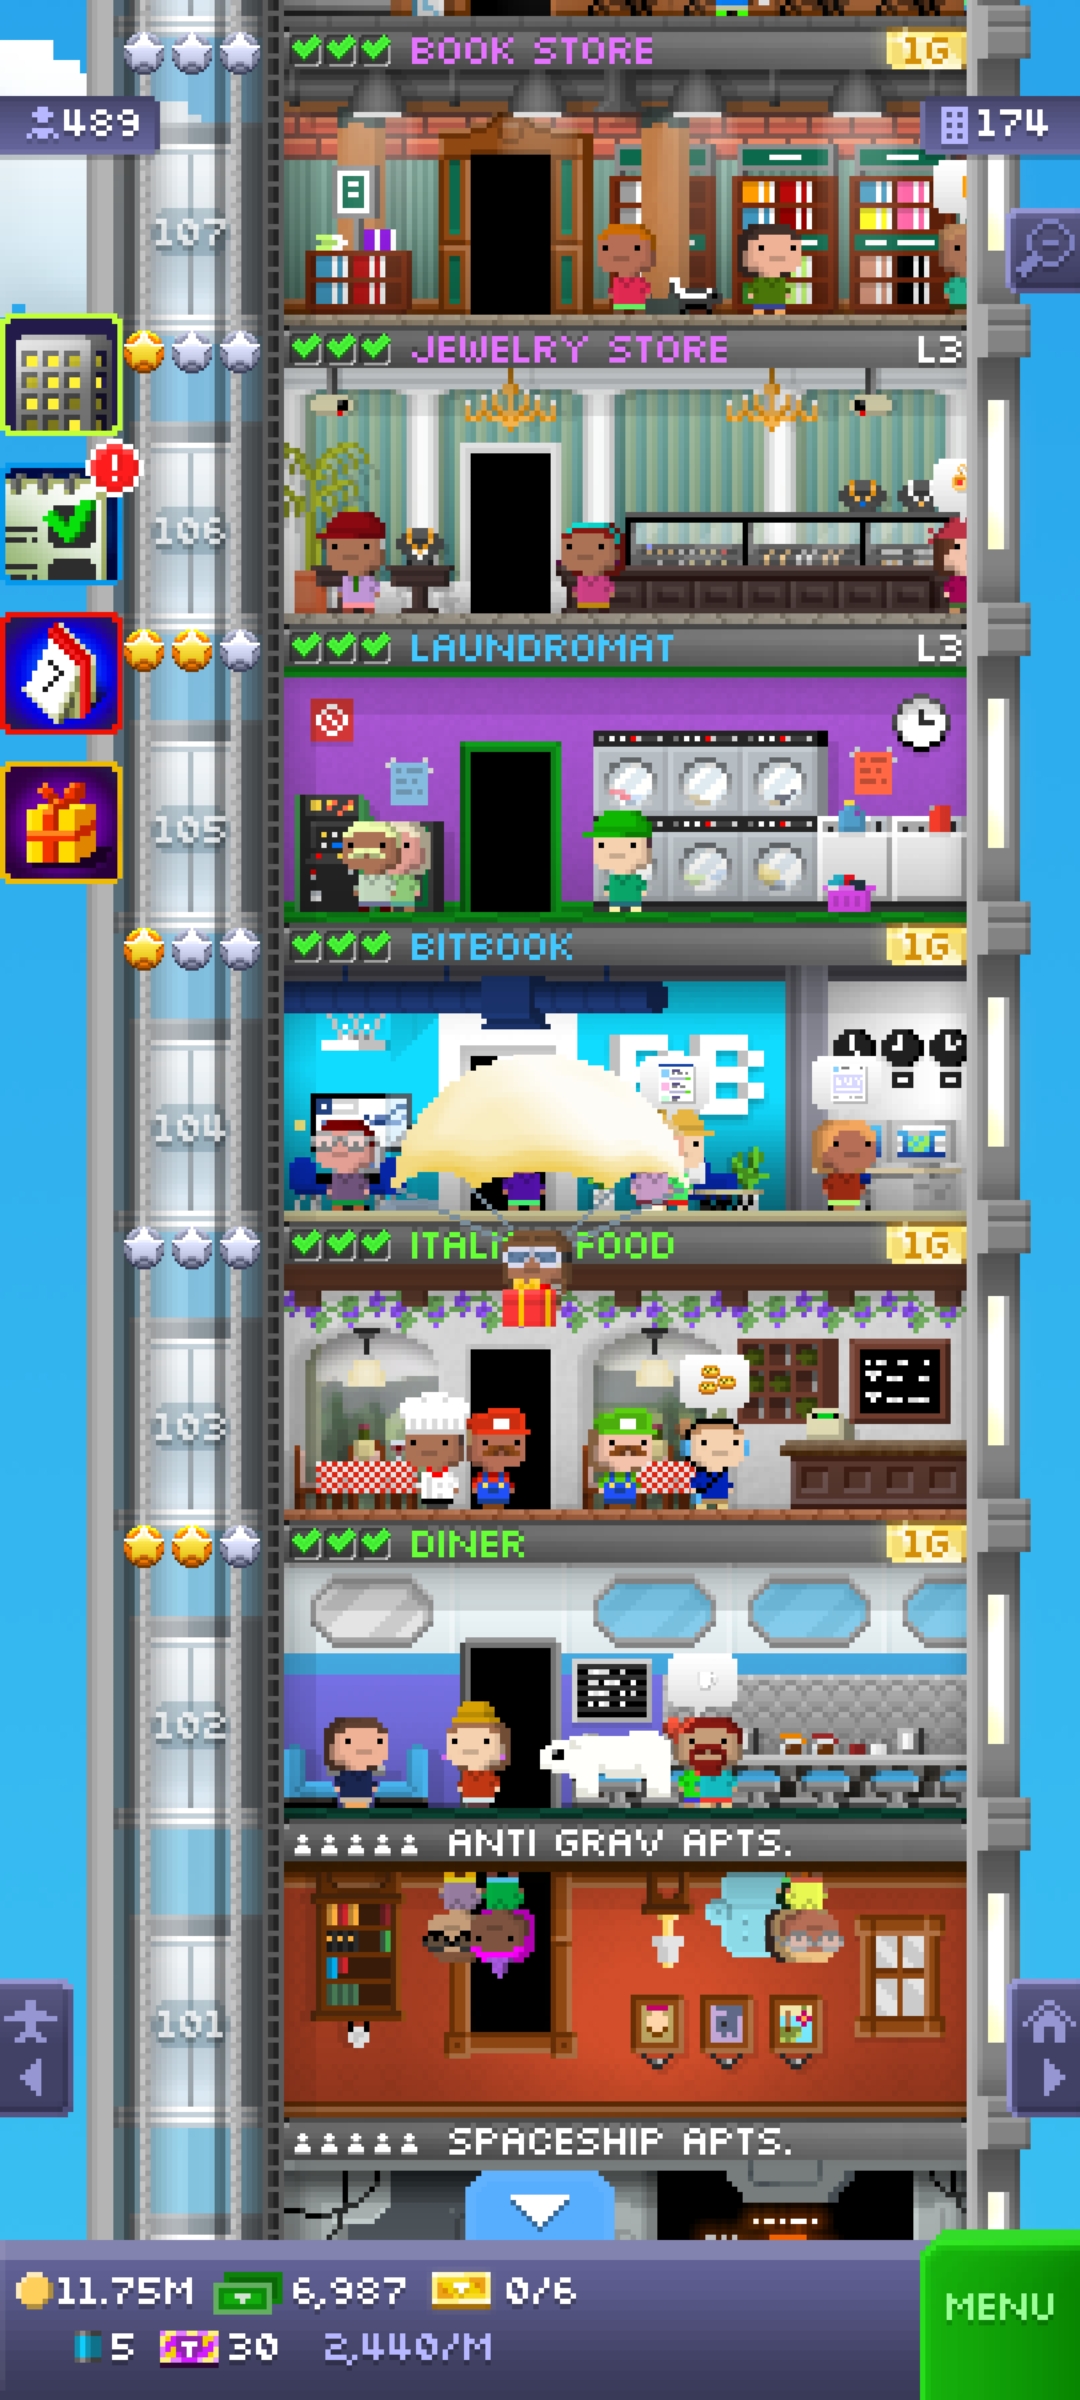 BOOK STORE 1G
489
174
107
JEWELRY STORE L3
106
LAUNDROMAT L3
105
BITBOOK 1G
104
ITALI FOOD 1G
103
DINER 1G
102
ANTI GRAV APTS.
101
SPACESHIP APTS.
11.75M 6,987 0/6
5 30 2,440/M
MENU